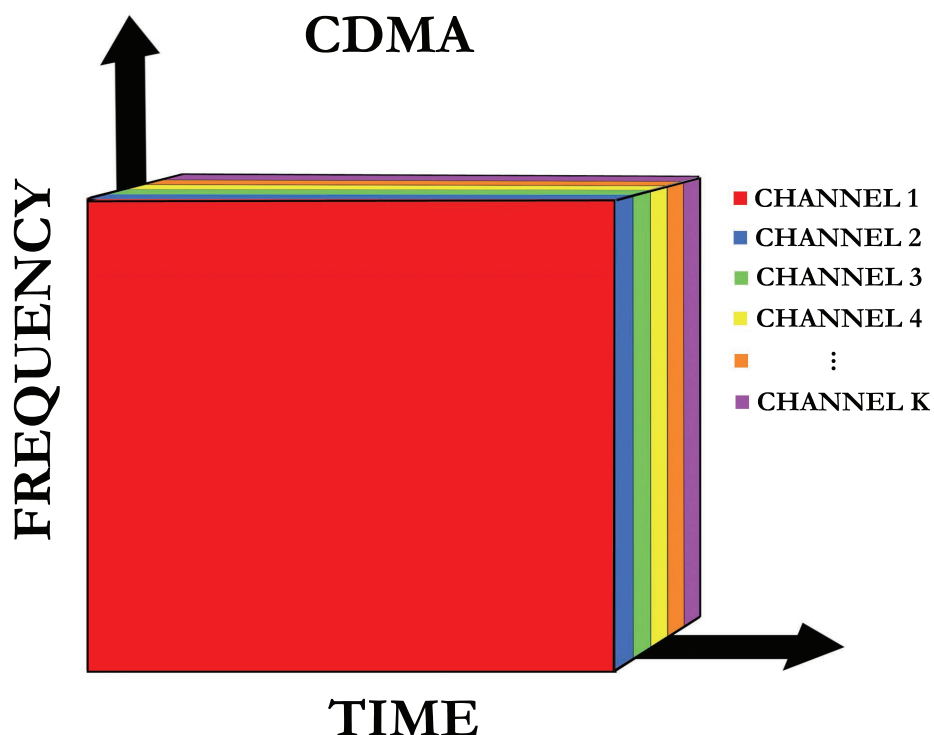 CDMA
FREQUENCY
CHANNEL 1
CHANNEL 2
CHANNEL 3
CHANNEL 4
⋮
CHANNEL K
TIME